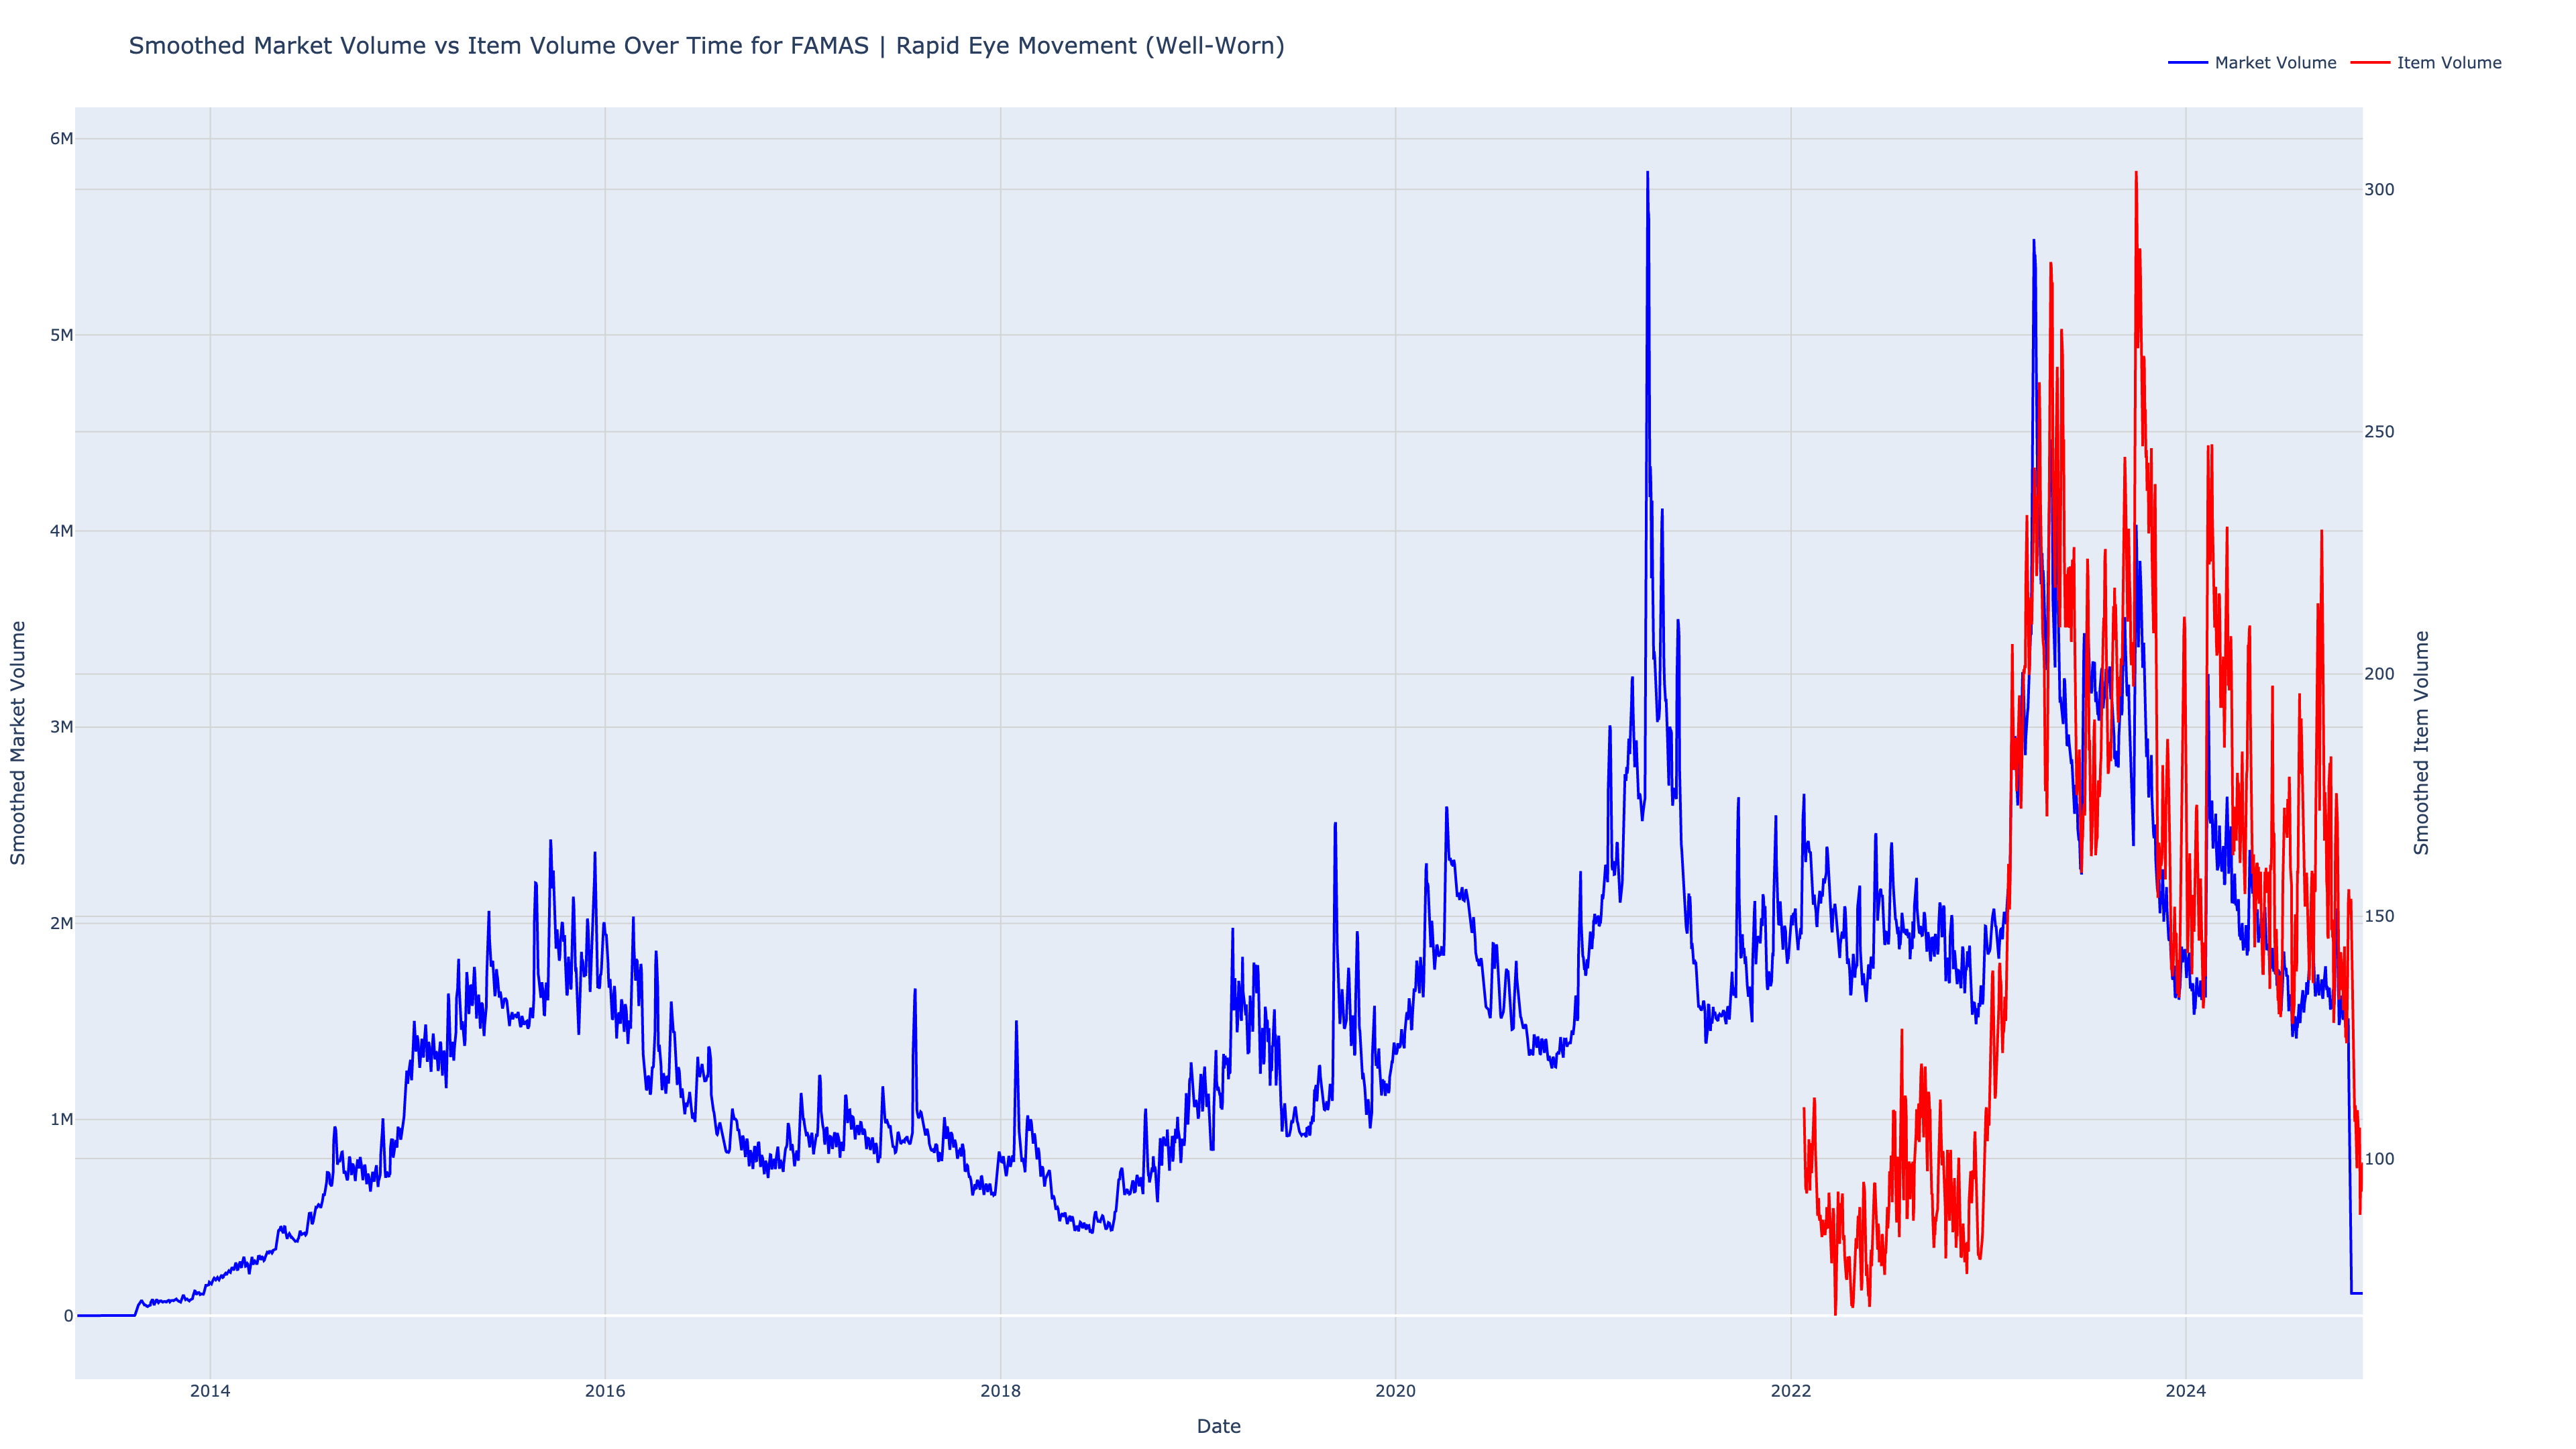 Smoothed Market Volume vs Item Volume Over Time for FAMAS | Rapid Eye Movement (Well-Worn)
Market Volume
Item Volume
6M
5M
4M
3M
2M
1M
0
Smoothed Market Volume
300
250
200
150
100
Smoothed Item Volume
2014
2016
2018
2020
2022
2024
Date